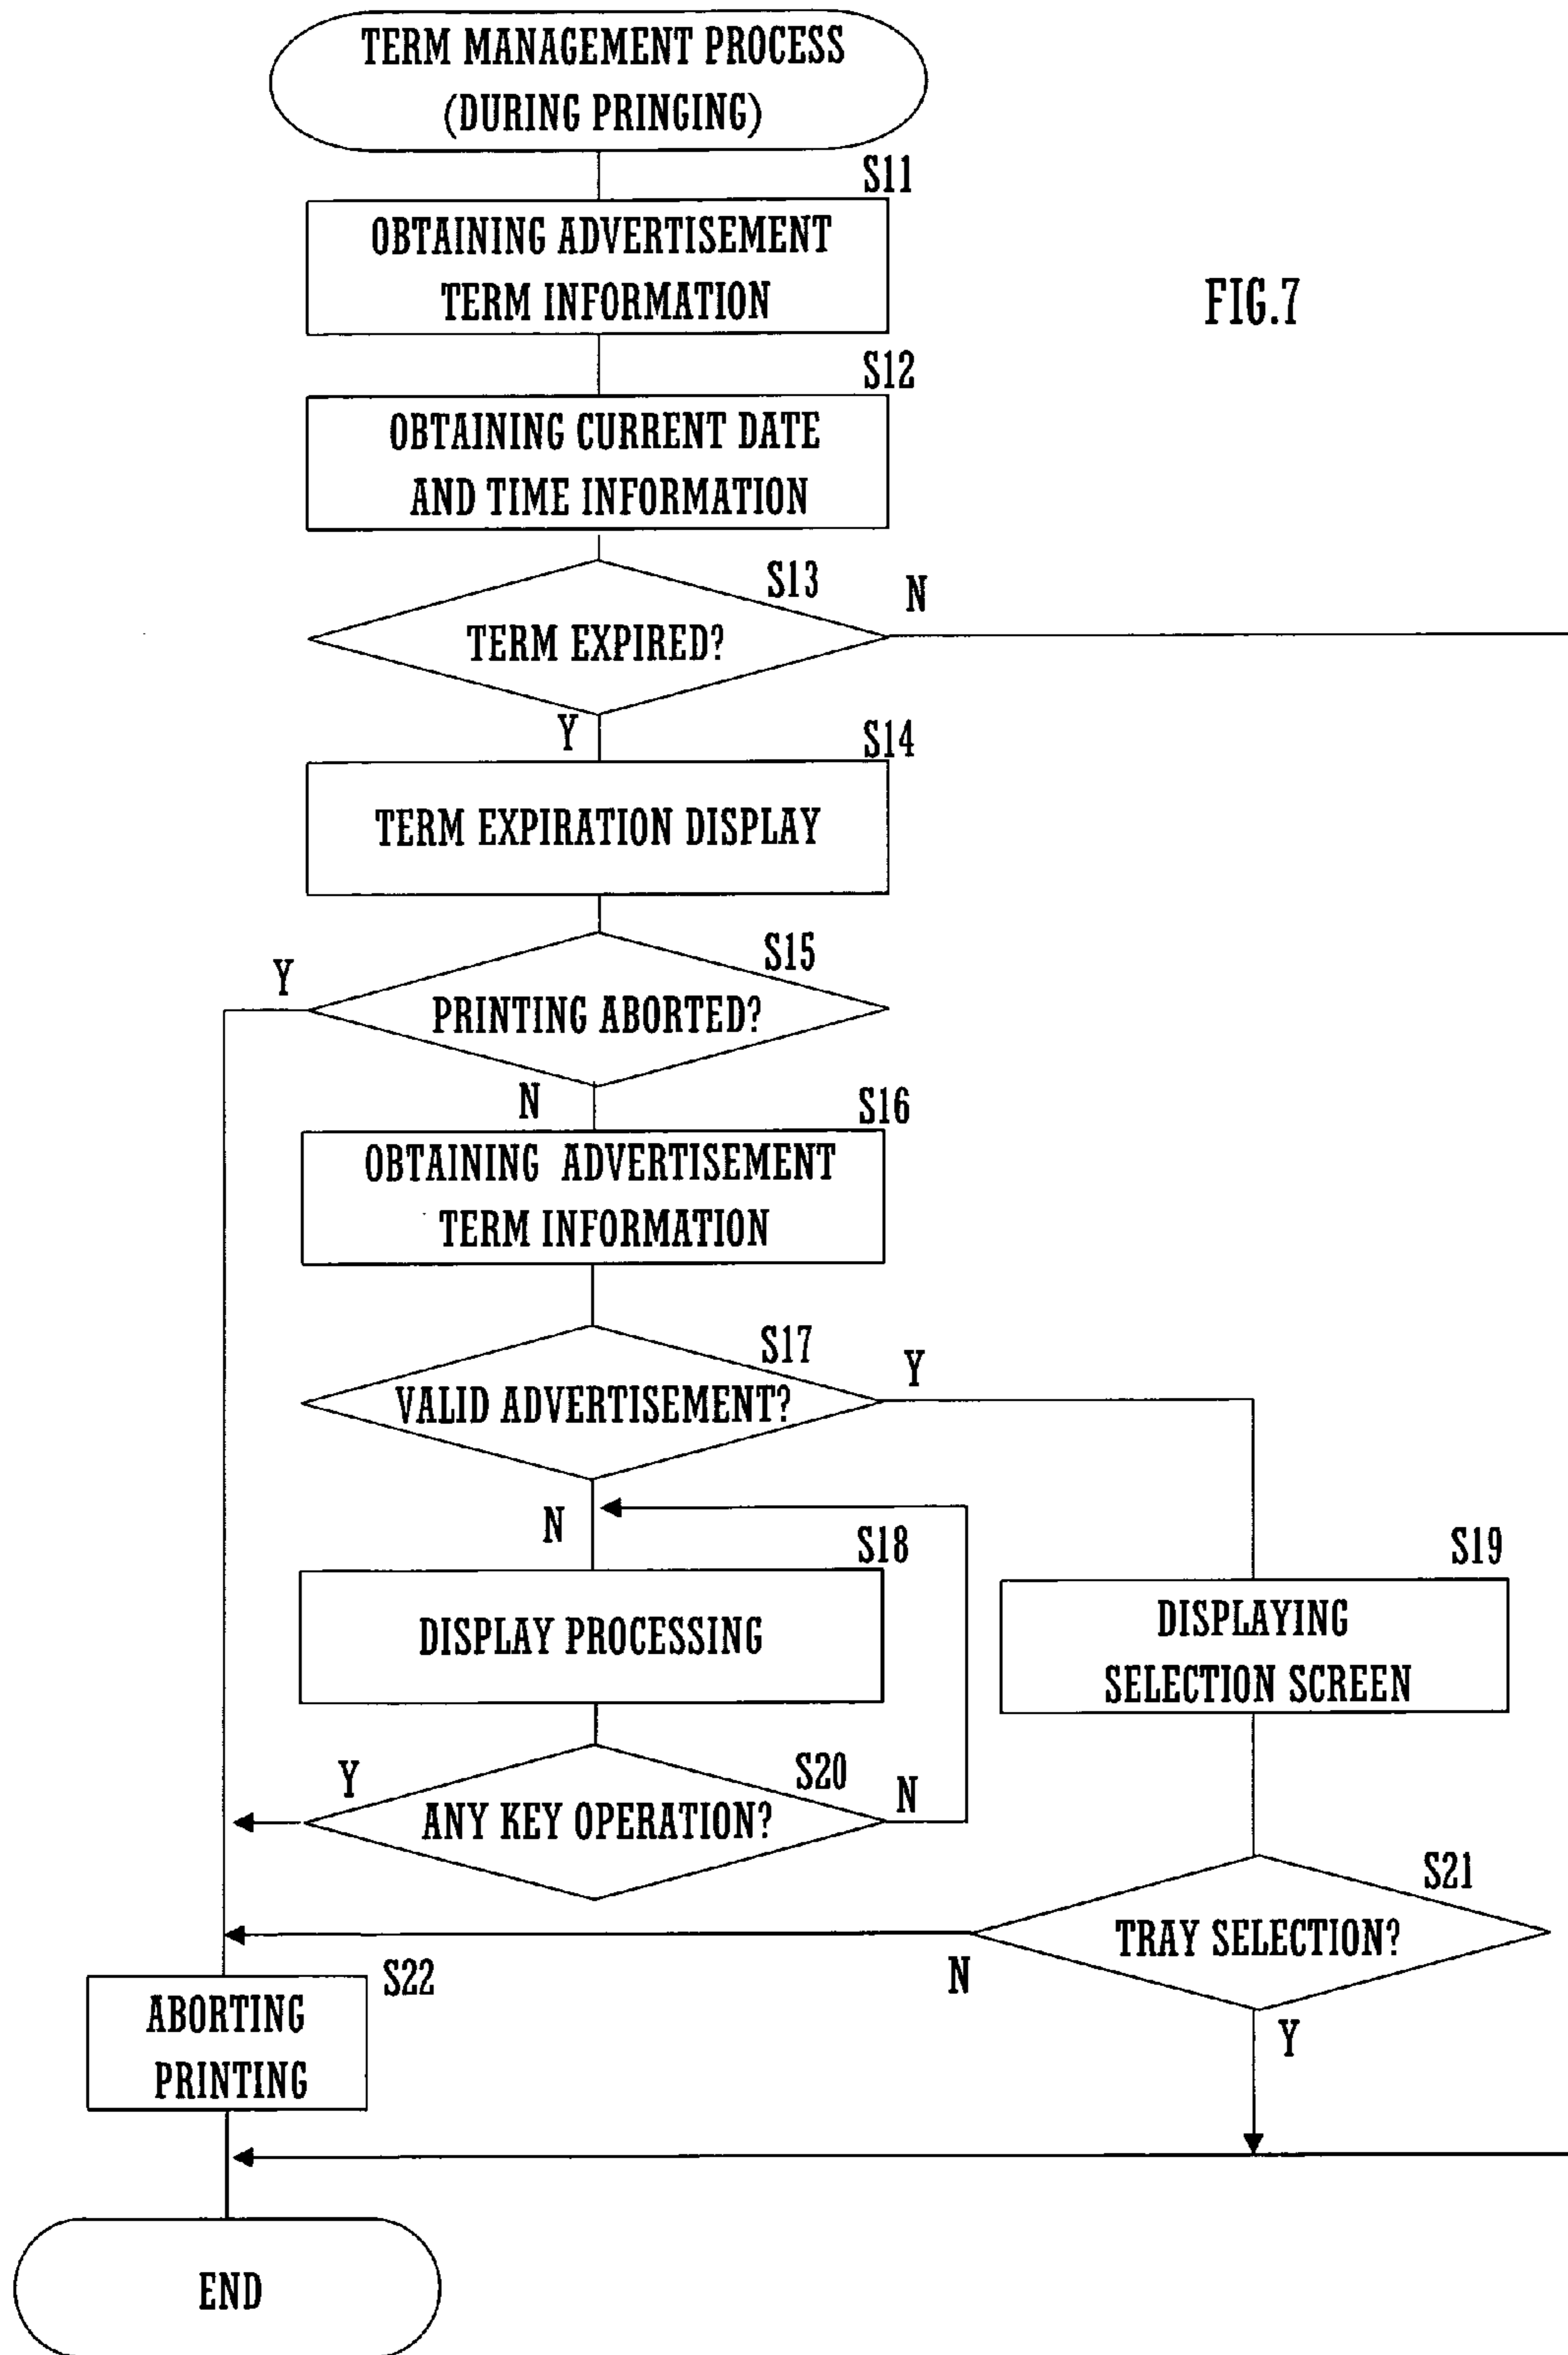 TERM MANAGEMENT PROCESS
(DURING PRINGING)
S11
OBTAINING ADVERTISEMENT
TERM INFORMATION
FIG.7
S12
OBTAINING CURRENT DATE
AND TIME INFORMATION
S13
N
TERM EXPIRED?
Y
S14
TERM EXPIRATION DISPLAY
S15
Y
PRINTING ABORTED?
N
S16
OBTAINING ADVERTISEMENT
TERM INFORMATION
S17
Y
VALID ADVERTISEMENT?
N
S18
DISPLAY PROCESSING
S19
DISPLAYING
SELECTION SCREEN
Y
S20
N
ANY KEY OPERATION?
S21
TRAY SELECTION?
N
Y
S22
ABORTING
PRINTING
END